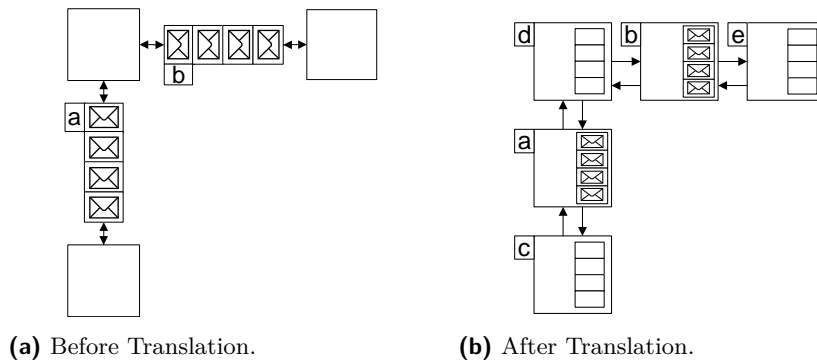 d b e
a
b
a
c
(a) Before Translation.
(b) After Translation.